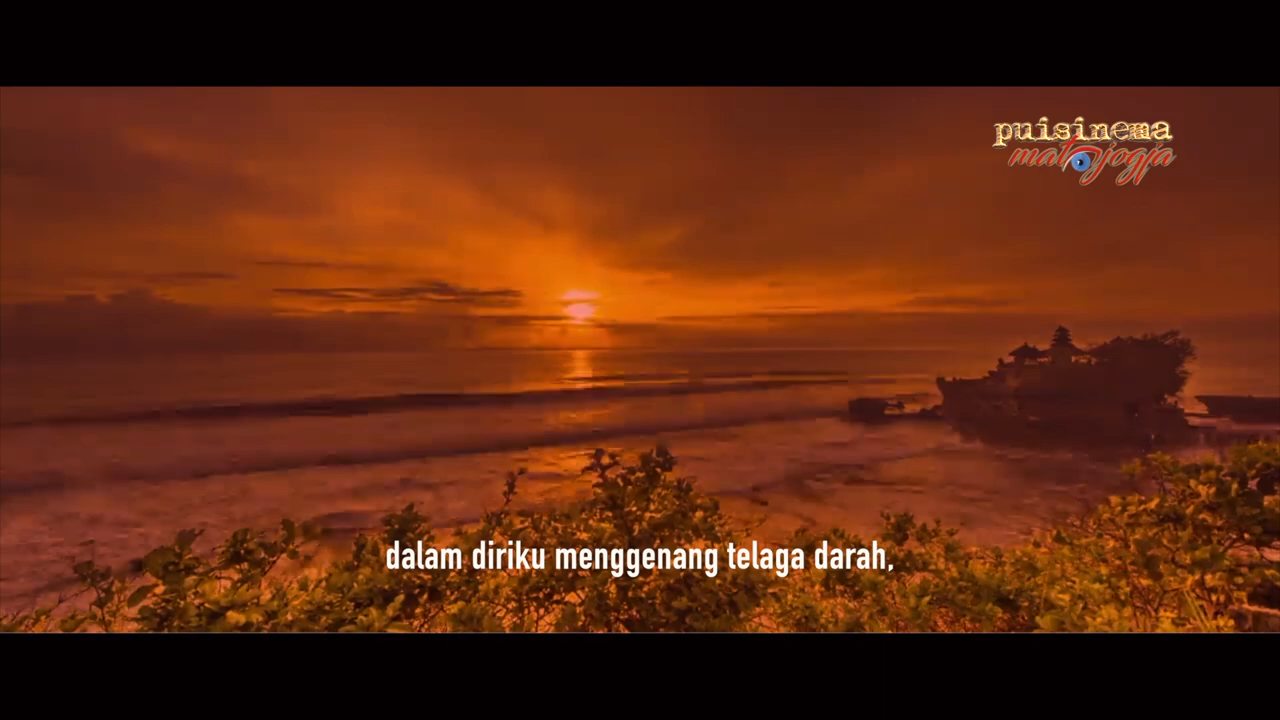 puisinema
matajogja
dalam diriku menggenang telaga darah,